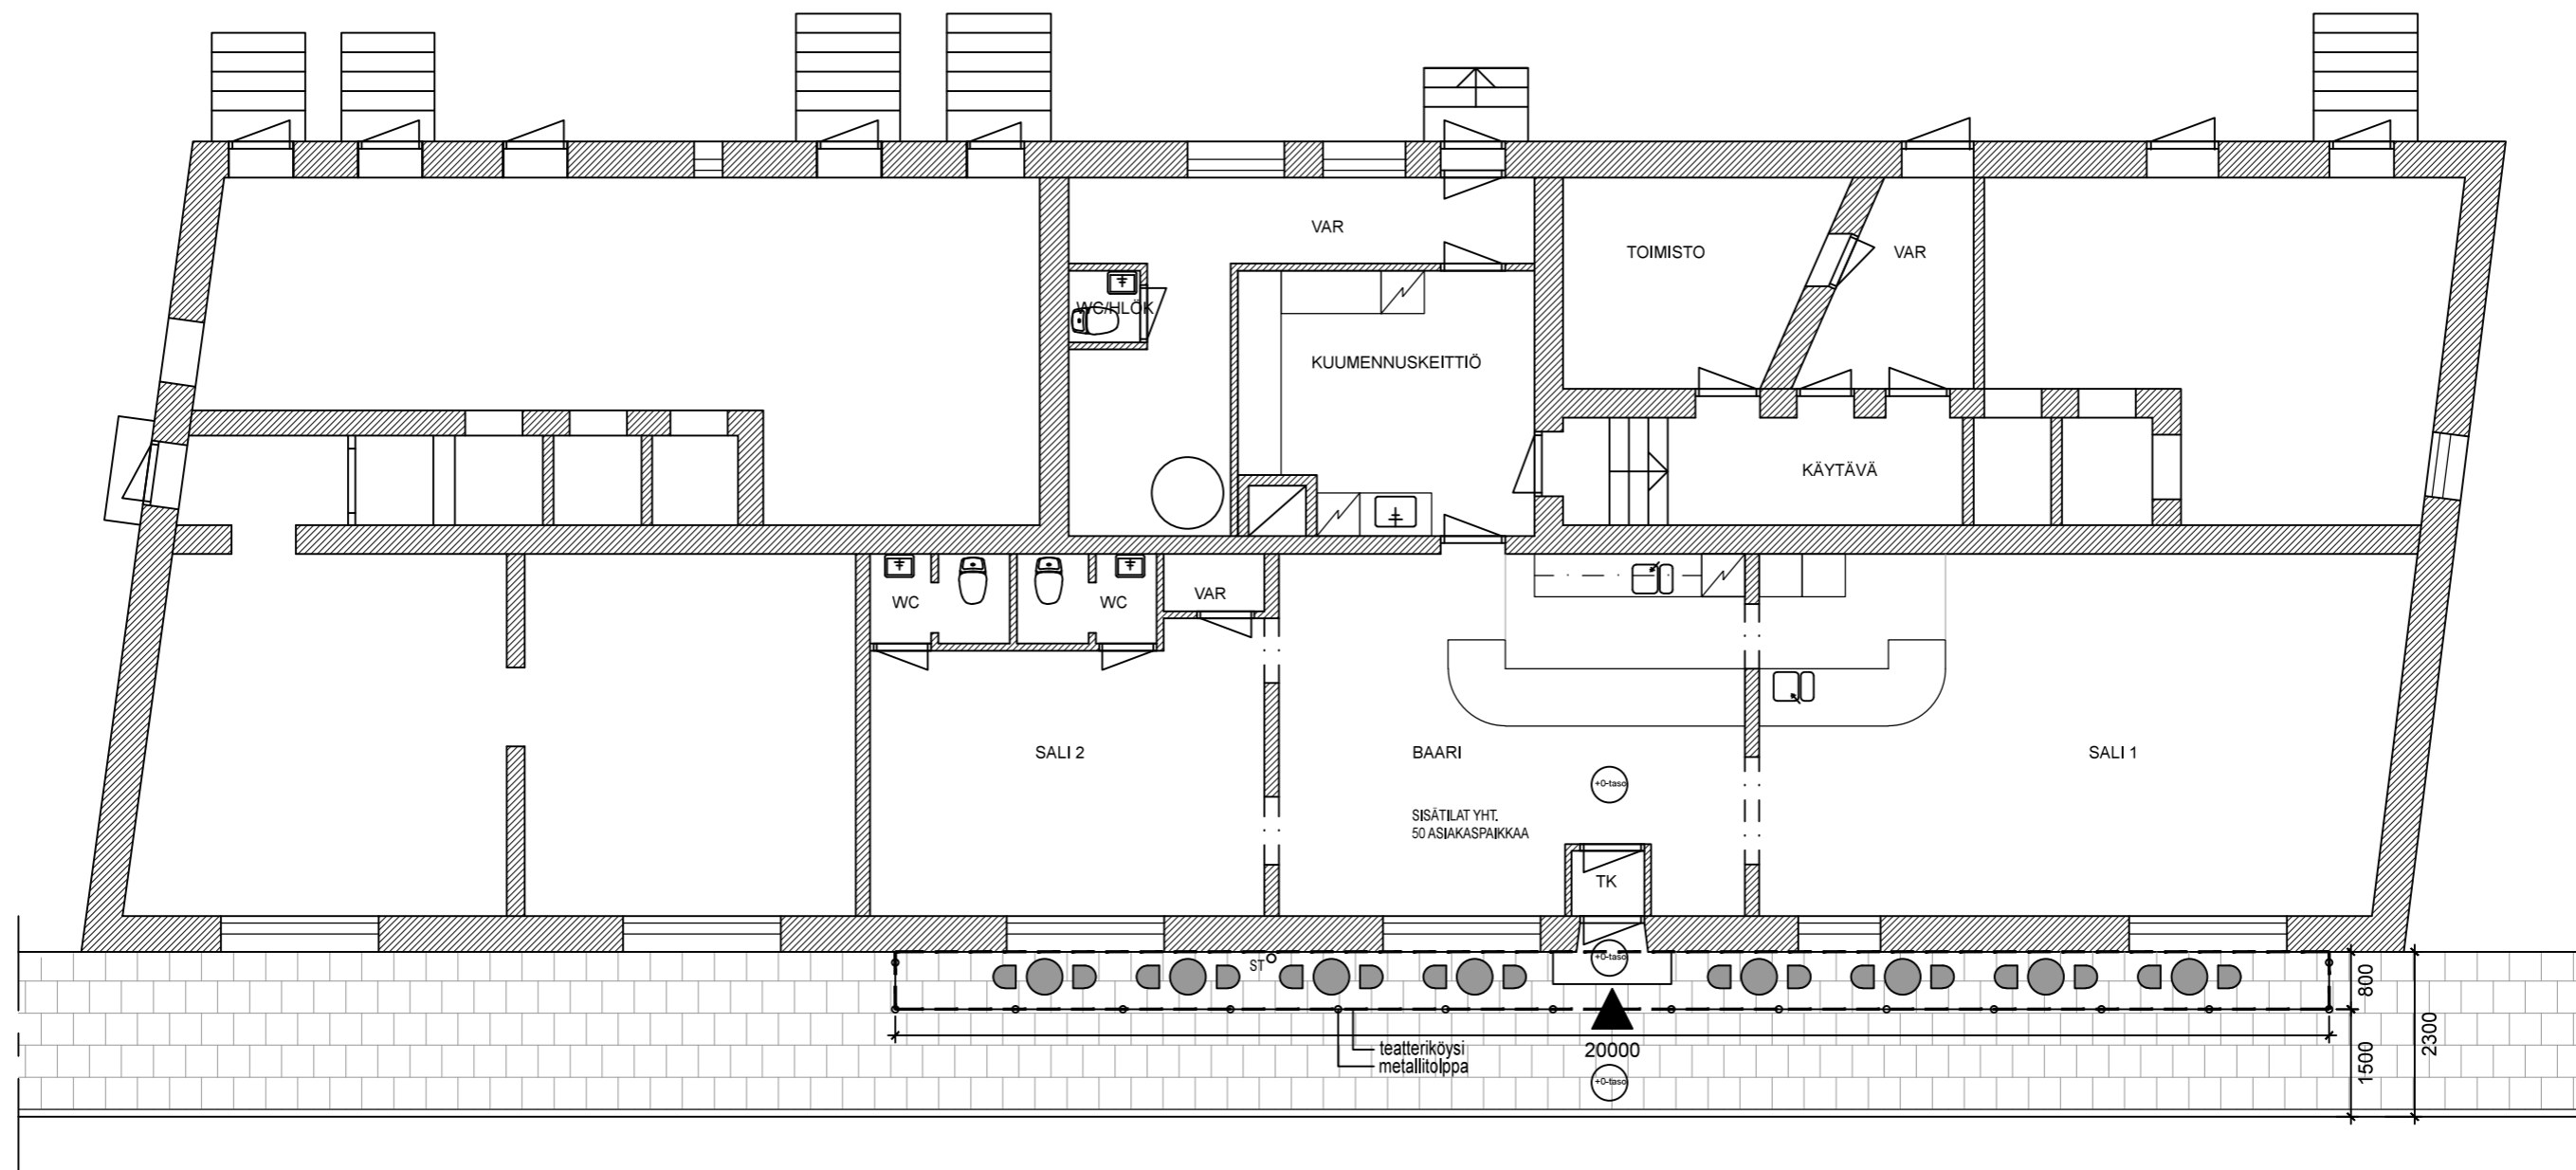 VAR
TOIMISTO
VAR
WC/HLÖK
KUUMENNUSKEITTIÖ
KÄYTÄVÄ
WC
WC
VAR
SALI 2
BAARI
SALI 1
+0-taso
SISÄTILAT YHT.
50 ASIAKASPAIKKAA
TK
+0-taso
ST
800
2300
1500
teatteriköysi
metallitolppa
20000
+0-taso